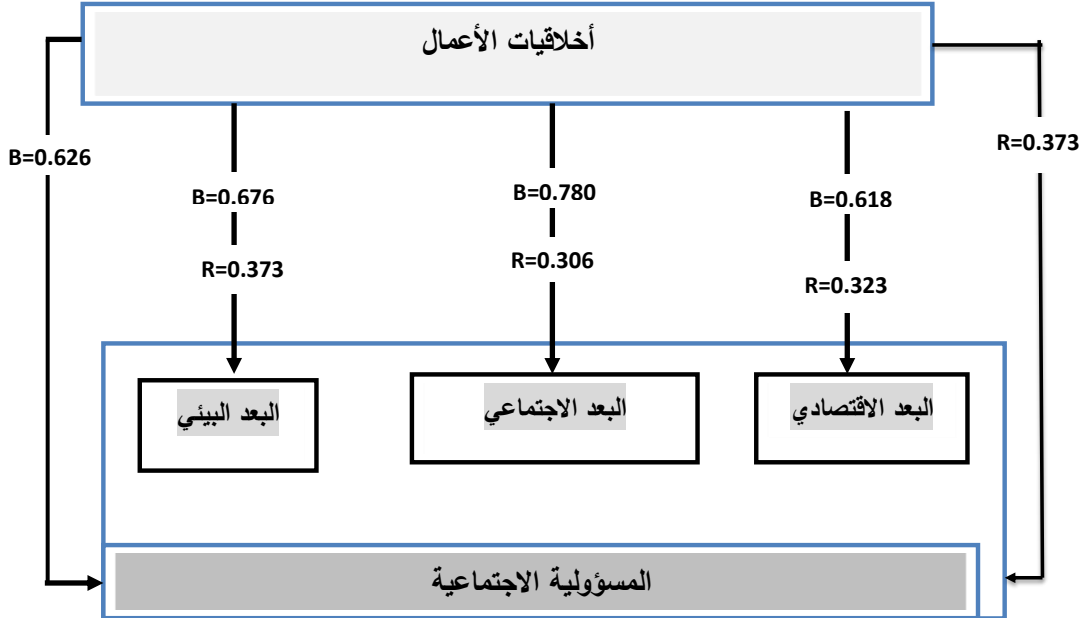 أخلاقيات الأعمال
R=0.373
B=0.626
B=0.618
B=0.780
B=0.676
R=0.323
R=0.306
R=0.373
البعد الاقتصادي
البعد الاجتماعي
البعد البيئي
المسؤولية الاجتماعية